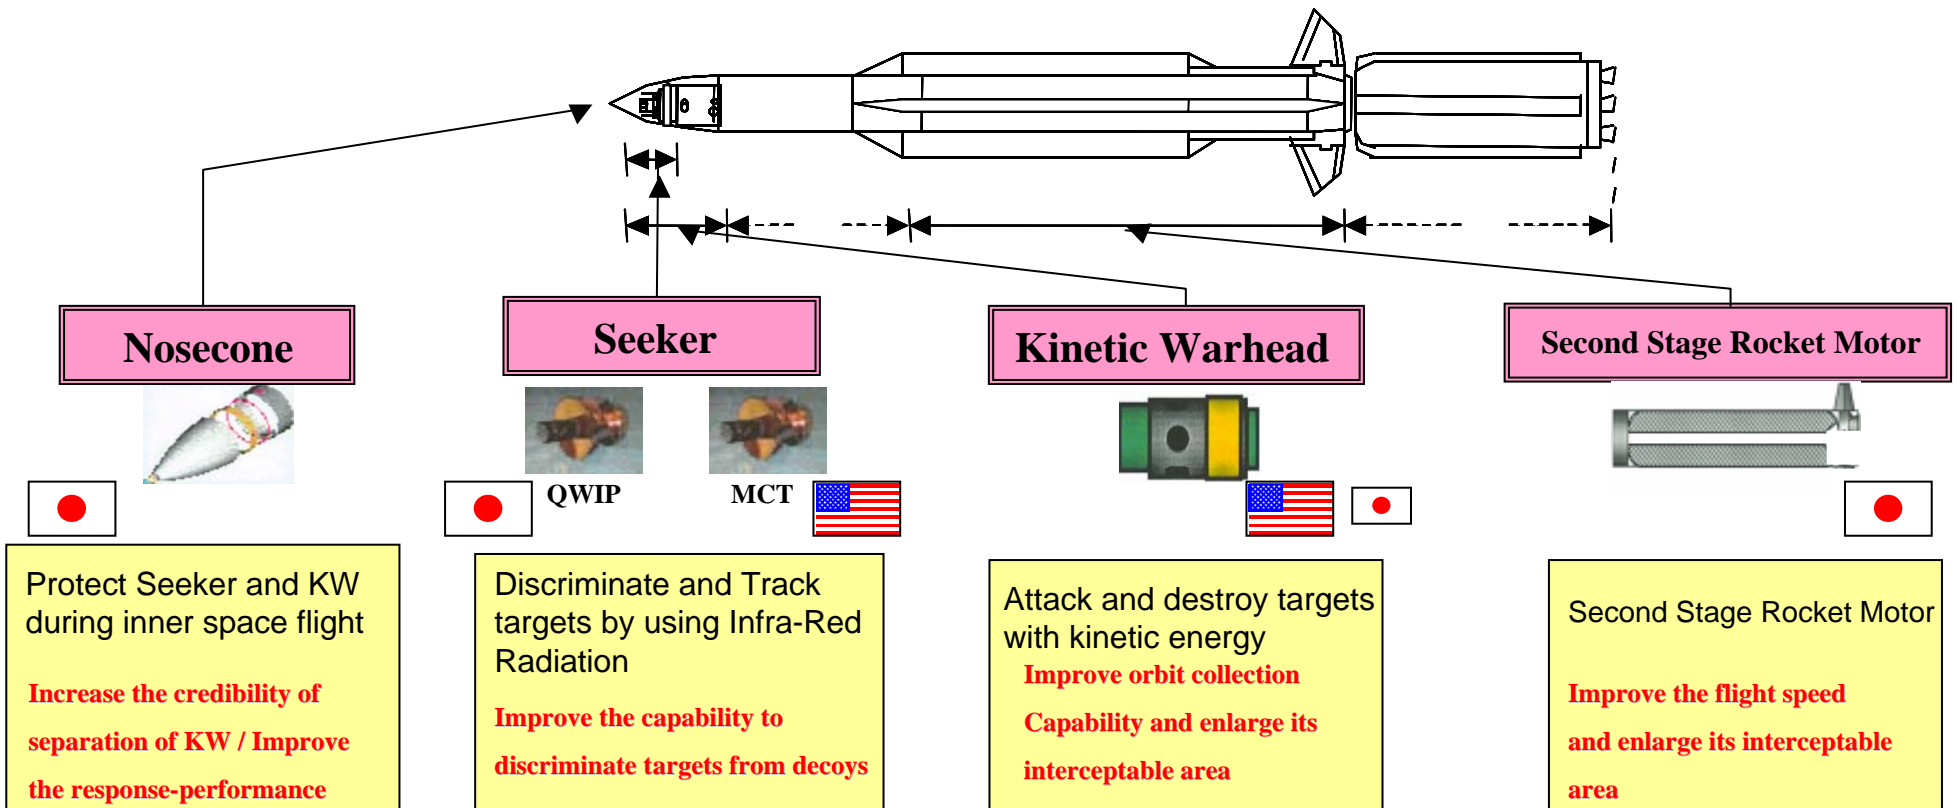 Nosecone
Seeker
Kinetic Warhead
Second Stage Rocket Motor
QWIP
MCT
Protect Seeker and KW
during inner space flight
Increase the credibility of
separation of KW / Improve
the response-performance
Discriminate and Track
targets by using Infra-Red
Radiation
Improve the capability to
discriminate targets from decoys
Attack and destroy targets
with kinetic energy
Improve orbit collection
Capability and enlarge its
interceptable area
Second Stage Rocket Motor
Improve the flight speed
and enlarge its interceptable
area